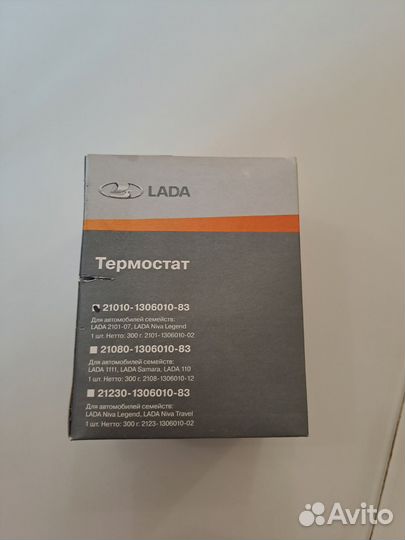 LADA
Термостат
21010-1306010-83
Для автомобилей семейств:
LADA 2101-07, LADA Niva Legend
1 шт. Нетто: 300 г. 2101-1306010-02
21080-1306010-83
Для автомобилей семейств:
LADA 1111, LADA Samara, LADA 110
1 шт. Нетто: 300 г. 2108-1306010-12
21230-1306010-83
Для автомобилей семейств:
LADA Niva Legend, LADA Niva Travel
1 шт. Нетто: 300 г. 2123-1306010-02
Avito